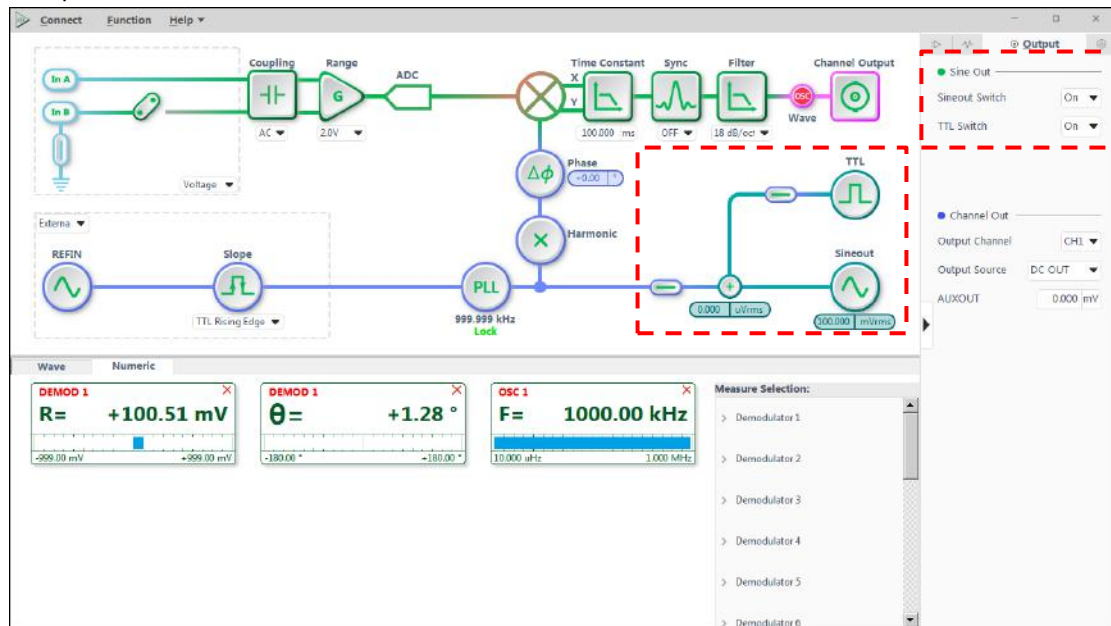 Connect Function Help ▼
Output
In A
In B
Voltage ▼
Coupling
AC ▼
Range
G
2.0V ▼
ADC
X
Y
Time Constant
100.000 ms
Sync
OFF ▼
Filter
18 dB/oct ▼
OSC
Wave
Channel Output
Δϕ
Phase
+0.00 °
Harmonic
Externa ▼
REFIN
Slope
TTL Rising Edge ▼
PLL
999.999 kHz
Lock
TTL
Sineout
0.000 uVrms
100.000 mVrms
Sine Out
Sineout Switch On ▼
TTL Switch On ▼
Channel Out
Output Channel CH1 ▼
Output Source DC OUT ▼
AUXOUT 0.000 mV
Wave Numeric
DEMOD 1
R= +100.51 mV
-999.00 mV +999.00 mV
DEMOD 1
θ= +1.28 °
-180.00 ° +180.00 °
OSC 1
F= 1000.00 kHz
10.000 uHz 1.000 MHz
Measure Selection:
> Demodulator 1
> Demodulator 2
> Demodulator 3
> Demodulator 4
> Demodulator 5
> Demodulator 6